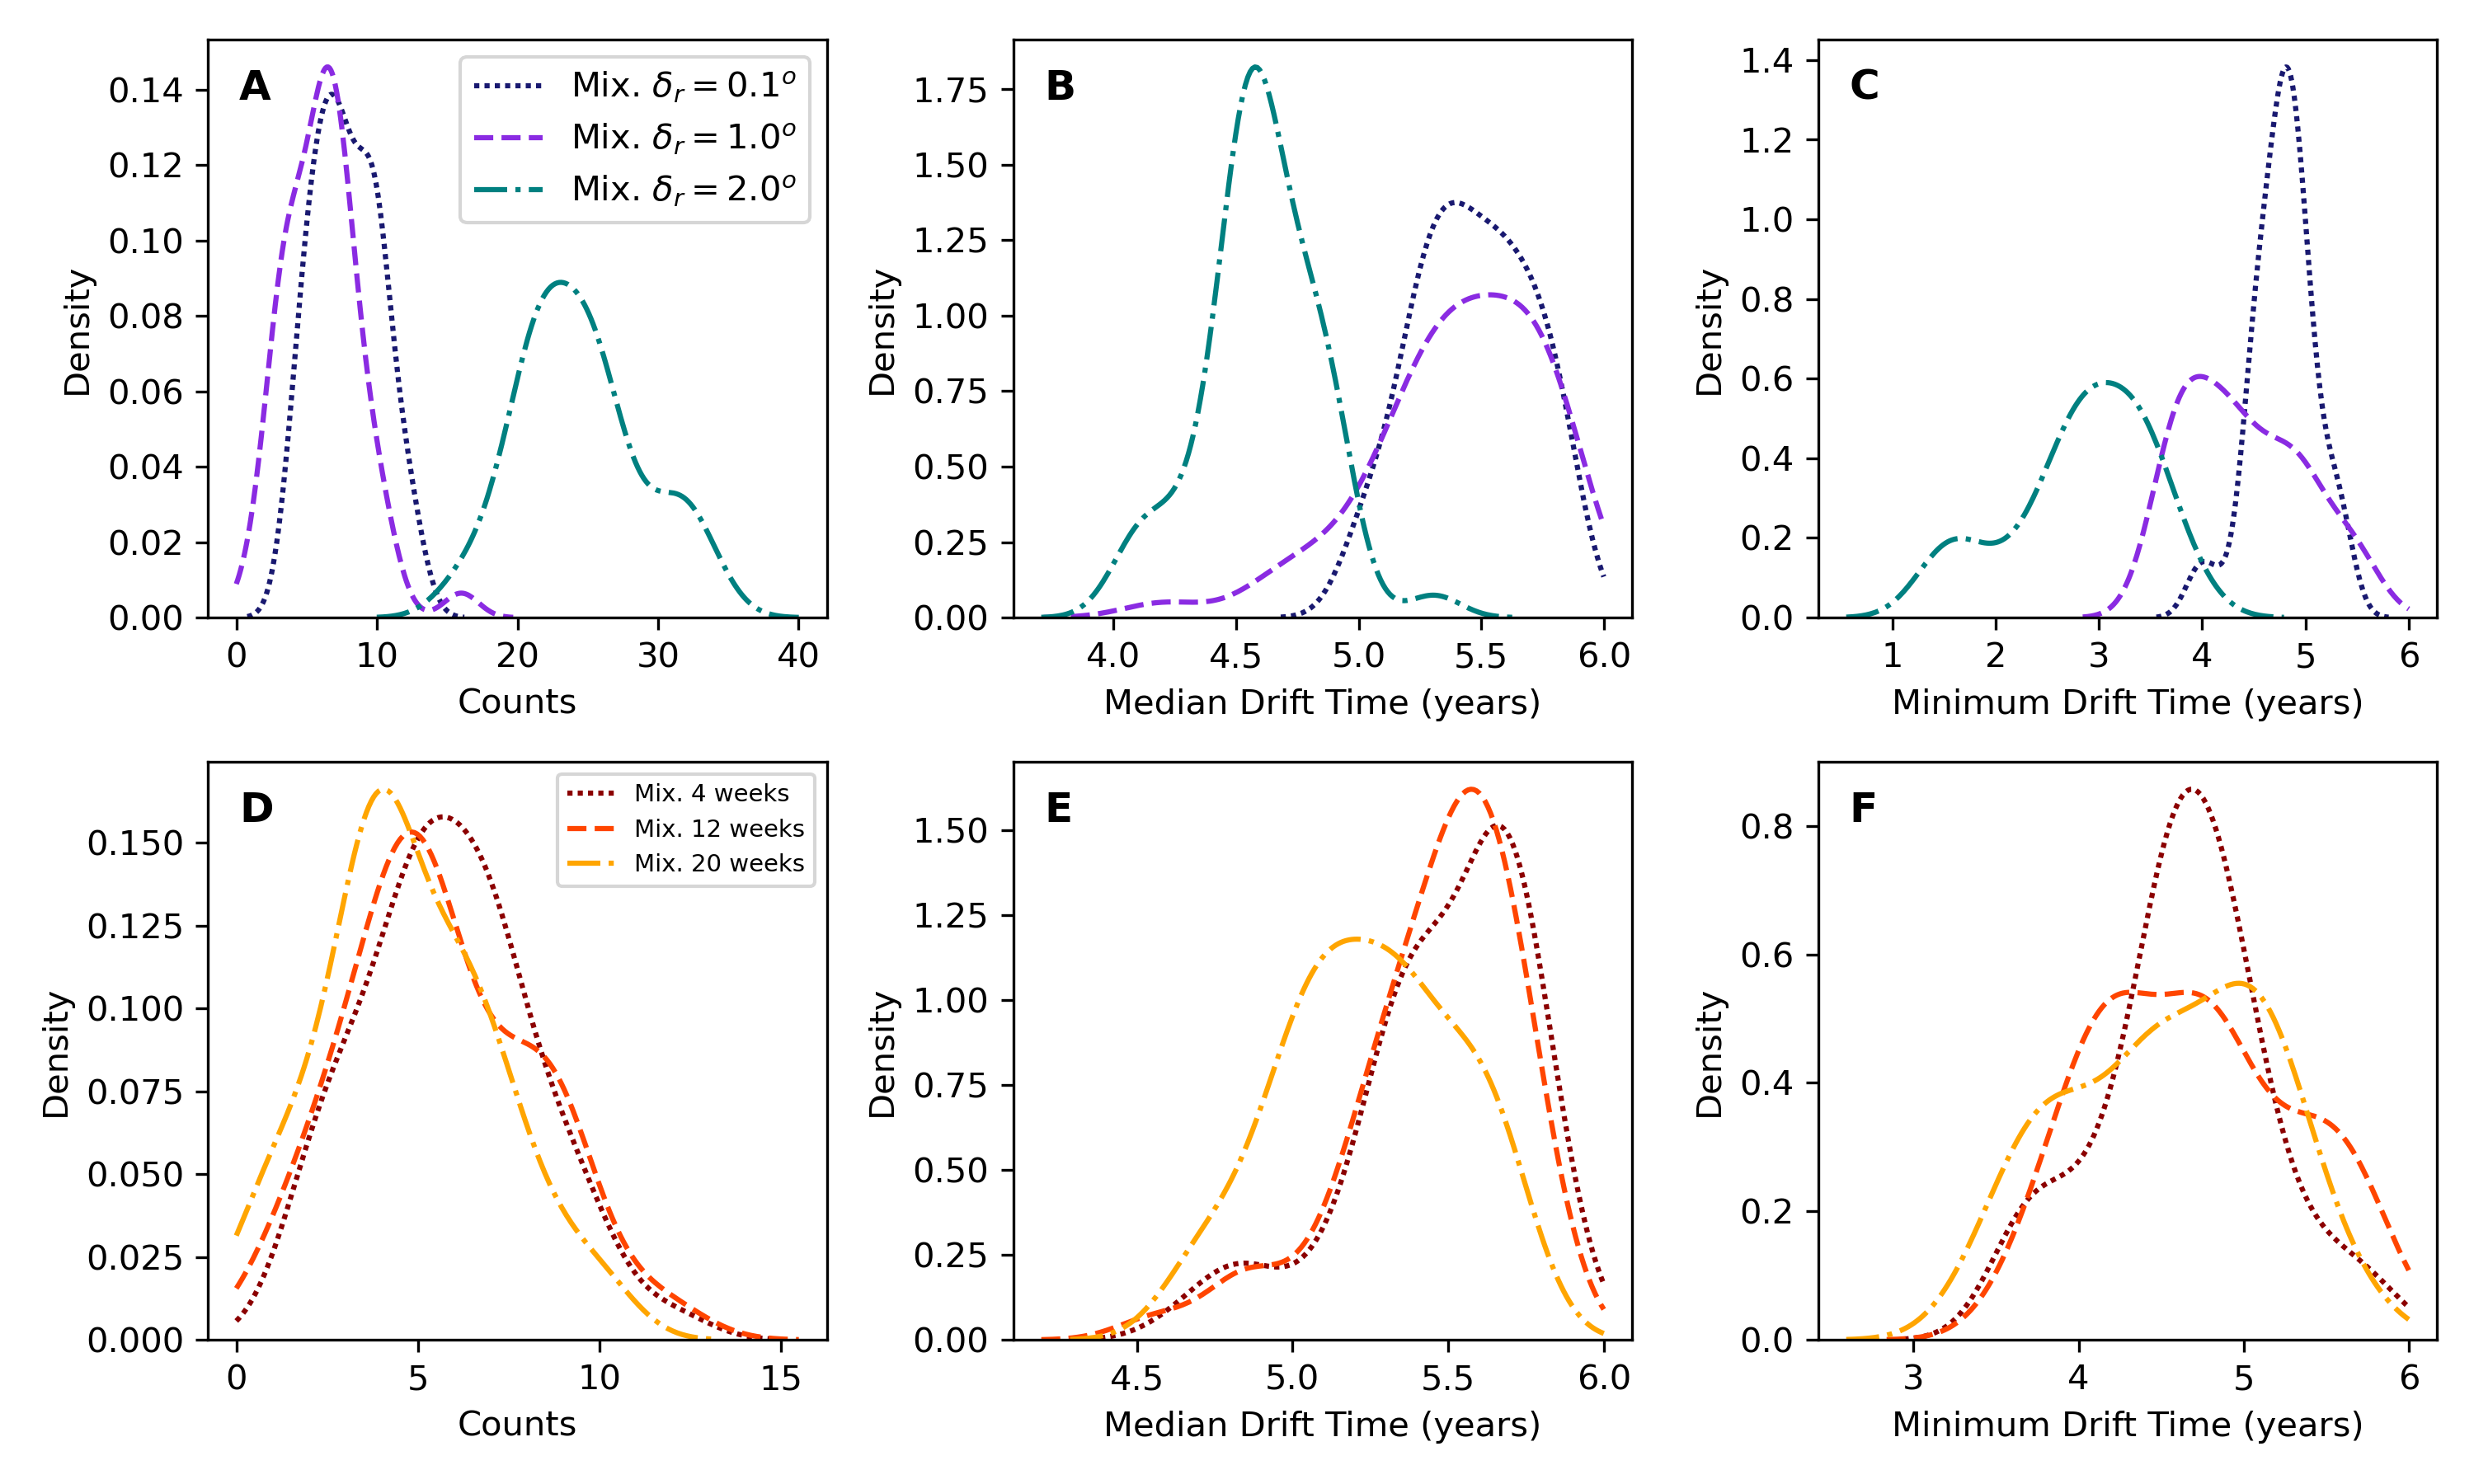 A
Mix. δr = 0.1°
Mix. δr = 1.0°
Mix. δr = 2.0°
0.14
0.12
0.10
0.08
0.06
0.04
0.02
0.00
Density
0 10 20 30 40
Counts
B
1.75
1.50
1.25
1.00
0.75
0.50
0.25
0.00
Density
4.0 4.5 5.0 5.5 6.0
Median Drift Time (years)
C
1.4
1.2
1.0
0.8
0.6
0.4
0.2
0.0
Density
1 2 3 4 5 6
Minimum Drift Time (years)
D
Mix. 4 weeks
Mix. 12 weeks
Mix. 20 weeks
0.150
0.125
0.100
0.075
0.050
0.025
0.000
Density
0 5 10 15
Counts
E
1.50
1.25
1.00
0.75
0.50
0.25
0.00
Density
4.5 5.0 5.5 6.0
Median Drift Time (years)
F
0.8
0.6
0.4
0.2
0.0
Density
3 4 5 6
Minimum Drift Time (years)